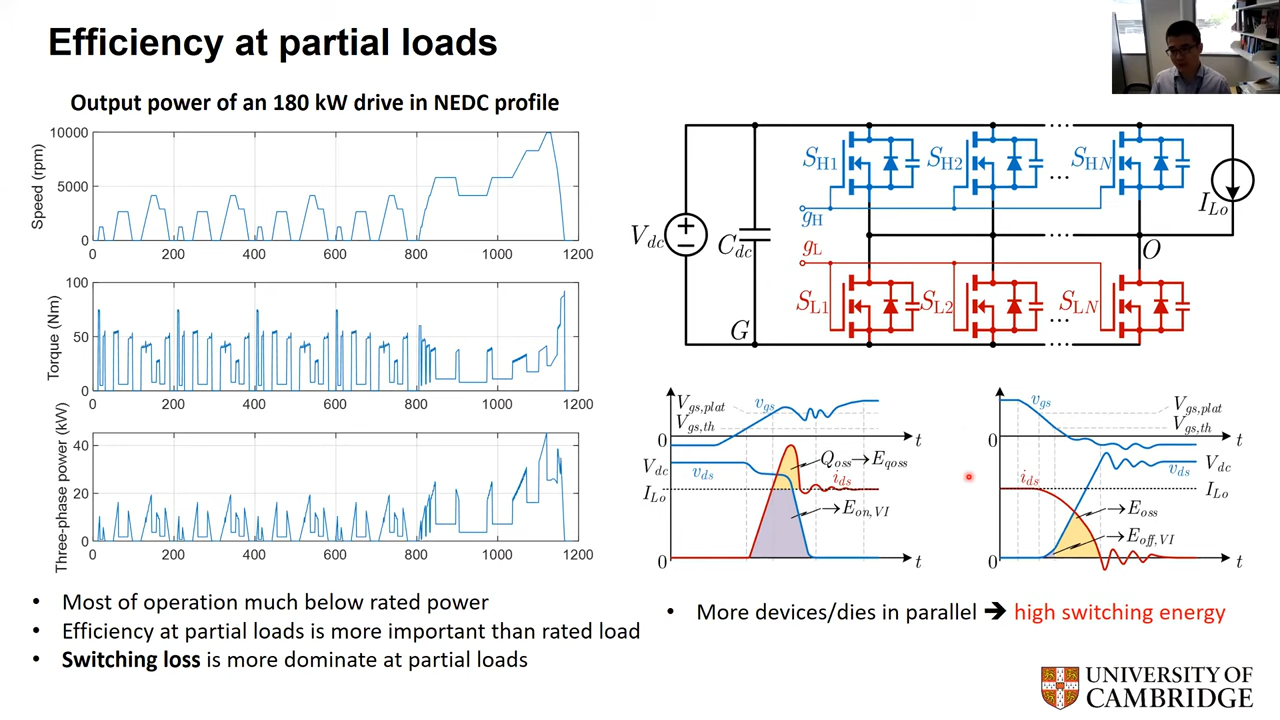 Efficiency at partial loads
Output power of an 180 kW drive in NEDC profile
Speed (rpm)
10000
5000
0
0 200 400 600 800 1000 1200
Torque (Nm)
100
50
0
0 200 400 600 800 1000 1200
Three-phase power (kW)
40
20
0
0 200 400 600 800 1000 1200
• Most of operation much below rated power
• Efficiency at partial loads is more important than rated load
• Switching loss is more dominate at partial loads
V_dc
C_dc
G
S_H1
S_H2
S_HN
g_H
g_L
S_L1
S_L2
S_LN
O
I_Lo
V_gs,plat
V_gs,th
0
v_gs
t
V_dc
I_Lo
0
v_ds
Q_oss→E_qoss
i_ds
E_on,VI
t
0
v_gs
V_gs,plat
V_gs,th
t
i_ds
V_dc
v_ds
I_Lo
E_oss
E_off,VI
0
t
• More devices/dies in parallel ➔ high switching energy
UNIVERSITY OF
CAMBRIDGE